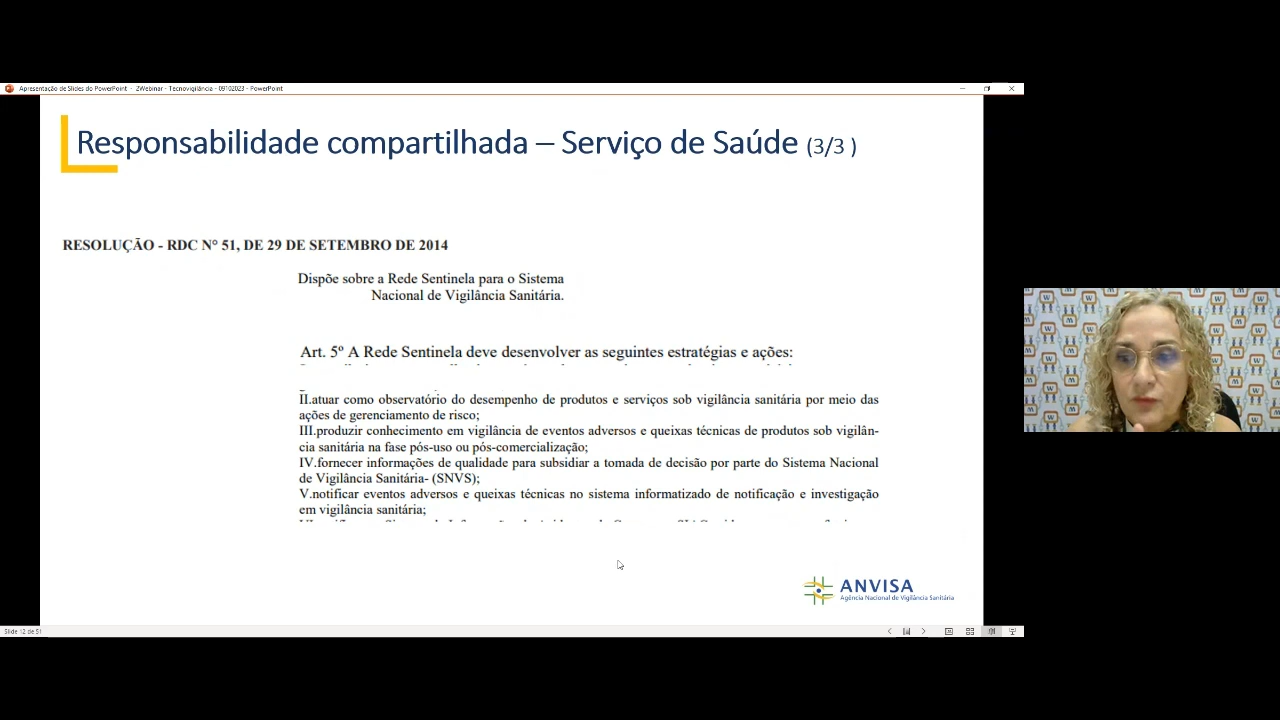 Apresentação de Slides do PowerPoint - 2Webinar - Tecnovigilância - 09102023 - PowerPoint
Responsabilidade compartilhada – Serviço de Saúde (3/3 )
RESOLUÇÃO - RDC Nº 51, DE 29 DE SETEMBRO DE 2014
Dispõe sobre a Rede Sentinela para o Sistema
Nacional de Vigilância Sanitária.
Art. 5º A Rede Sentinela deve desenvolver as seguintes estratégias e ações:
II.atuar como observatório do desempenho de produtos e serviços sob vigilância sanitária por meio das
ações de gerenciamento de risco;
III.produzir conhecimento em vigilância de eventos adversos e queixas técnicas de produtos sob vigilân-
cia sanitária na fase pós-uso ou pós-comercialização;
IV.fornecer informações de qualidade para subsidiar a tomada de decisão por parte do Sistema Nacional
de Vigilância Sanitária- (SNVS);
V.notificar eventos adversos e queixas técnicas no sistema informatizado de notificação e investigação
em vigilância sanitária;
ANVISA
Agência Nacional de Vigilância Sanitária
Slide 12 de 51